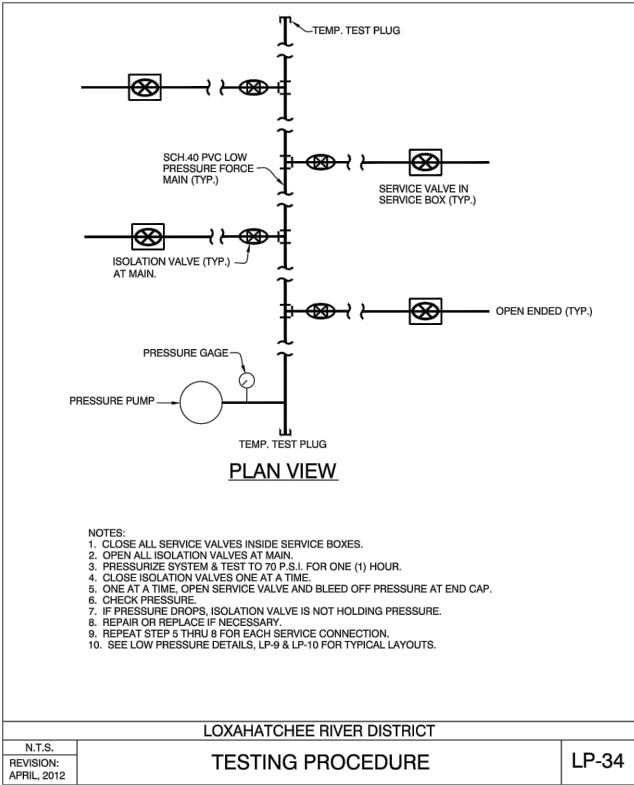 TEMP. TEST PLUG
SCH.40 PVC LOW
PRESSURE FORCE
MAIN (TYP.)
SERVICE VALVE IN
SERVICE BOX (TYP.)
ISOLATION VALVE (TYP.)
AT MAIN.
OPEN ENDED (TYP.)
PRESSURE GAGE
PRESSURE PUMP
TEMP. TEST PLUG
PLAN VIEW
NOTES:
1. CLOSE ALL SERVICE VALVES INSIDE SERVICE BOXES.
2. OPEN ALL ISOLATION VALVES AT MAIN.
3. PRESSURIZE SYSTEM & TEST TO 70 P.S.I. FOR ONE (1) HOUR.
4. CLOSE ISOLATION VALVES ONE AT A TIME.
5. ONE AT A TIME, OPEN SERVICE VALVE AND BLEED OFF PRESSURE AT END CAP.
6. CHECK PRESSURE.
7. IF PRESSURE DROPS, ISOLATION VALVE IS NOT HOLDING PRESSURE.
8. REPAIR OR REPLACE IF NECESSARY.
9. REPEAT STEP 5 THRU 8 FOR EACH SERVICE CONNECTION.
10. SEE LOW PRESSURE DETAILS, LP-9 & LP-10 FOR TYPICAL LAYOUTS.
LOXAHATCHEE RIVER DISTRICT
N.T.S.
REVISION:
APRIL, 2012
TESTING PROCEDURE
LP-34